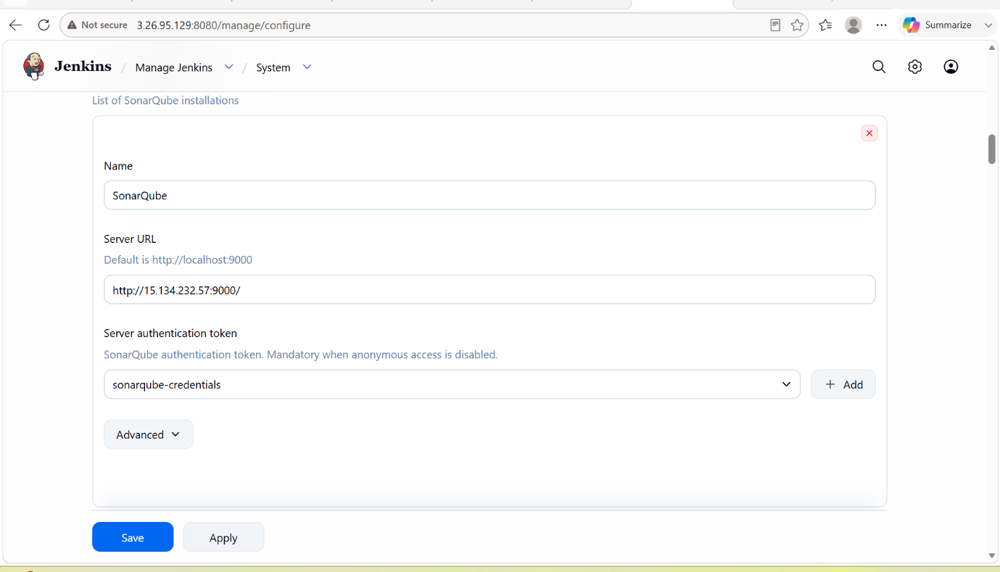 Not secure 3.26.95.129:8080/manage/configure Summarize
Jenkins / Manage Jenkins / System
List of SonarQube installations
Name
SonarQube
Server URL
Default is http://localhost:9000
http://15.134.232.57:9000/
Server authentication token
SonarQube authentication token. Mandatory when anonymous access is disabled.
sonarqube-credentials
Add
Advanced
Save Apply